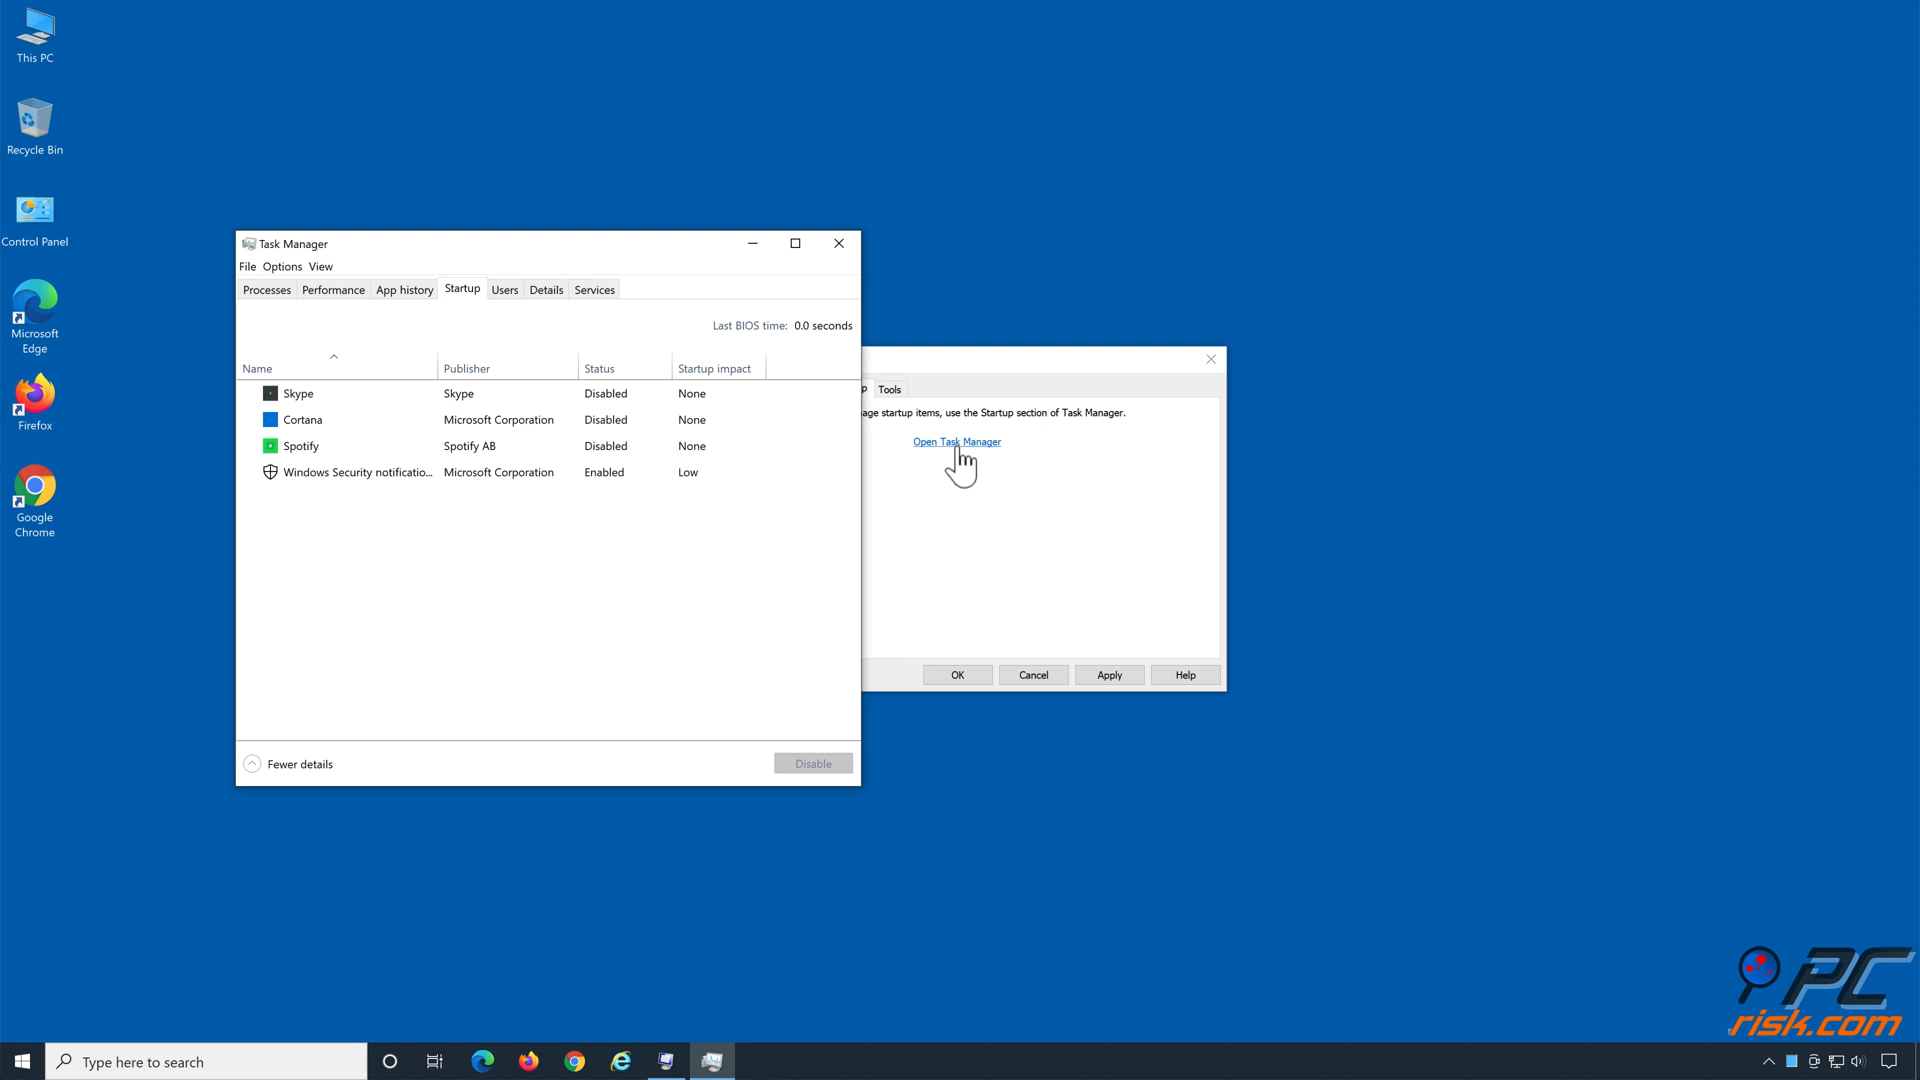 This PC
Recycle Bin
Control Panel
Microsoft
Edge
Firefox
Google
Chrome
Task Manager
File Options View
Processes Performance App history Startup Users Details Services
Last BIOS time: 0.0 seconds
Name Publisher Status Startup impact
Skype Skype Disabled None
Cortana Microsoft Corporation Disabled None
Spotify Spotify AB Disabled None
Windows Security notificatio... Microsoft Corporation Enabled Low
Fewer details Disable
p Tools
age startup items, use the Startup section of Task Manager.
Open Task Manager
OK Cancel Apply Help
PC
risk.com
Type here to search